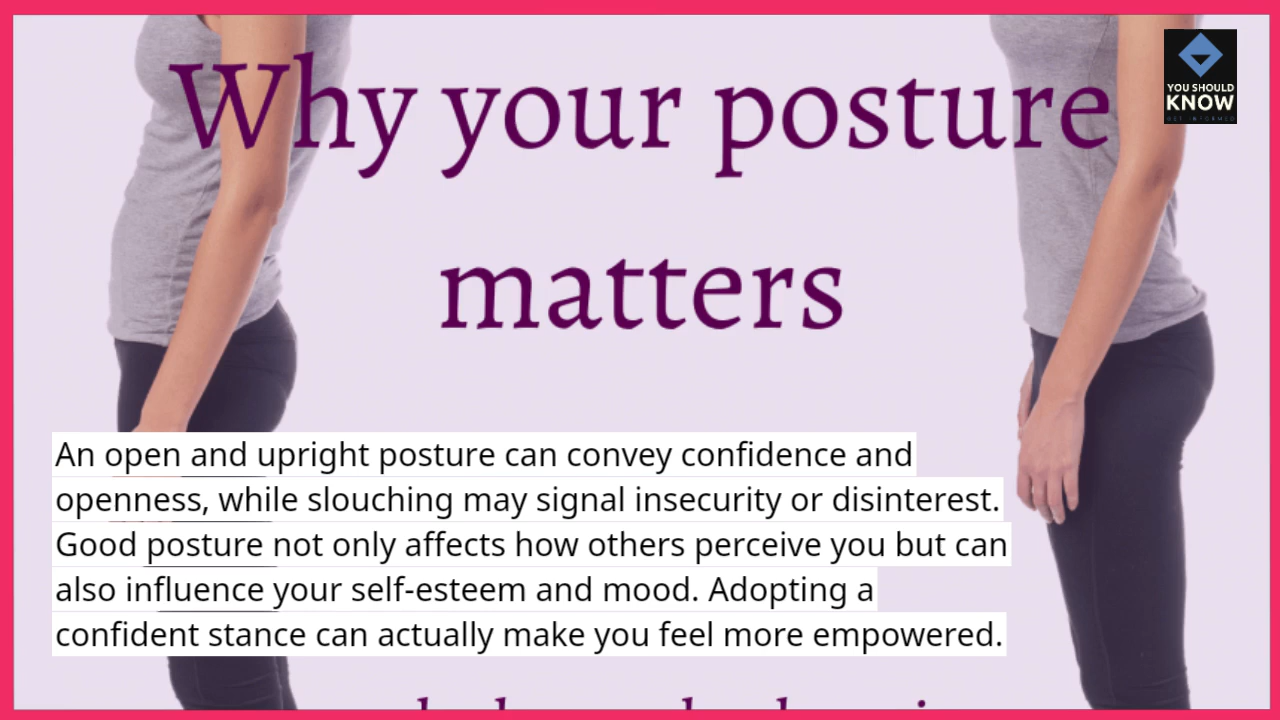 Why your posture
matters
YOU SHOULD
KNOW
GET INFORMED
An open and upright posture can convey confidence and
openness, while slouching may signal insecurity or disinterest.
Good posture not only affects how others perceive you but can
also influence your self-esteem and mood. Adopting a
confident stance can actually make you feel more empowered.